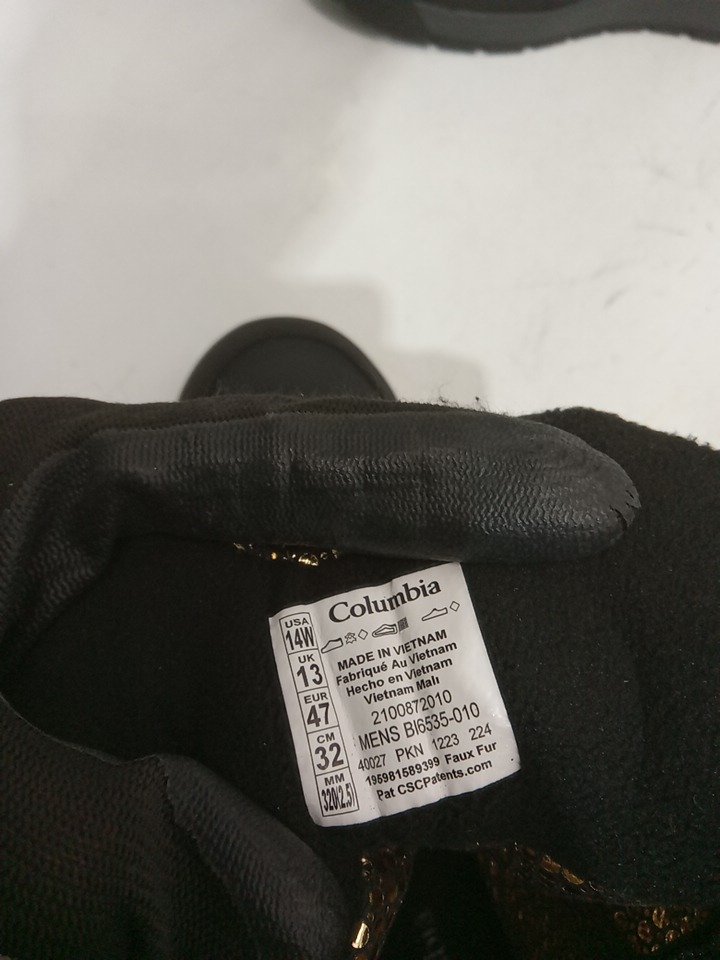 Columbia
USA
14W
UK
13
EUR
47
CM
32
MM
320(2.5)
MADE IN VIETNAM
Fabriqué Au Vietnam
Hecho en Vietnam
Vietnam Malı
2100872010
MENS BI6535-010
40027 PKN 1223 224
195981589399 Faux Fur
Pat CSCPatents.com